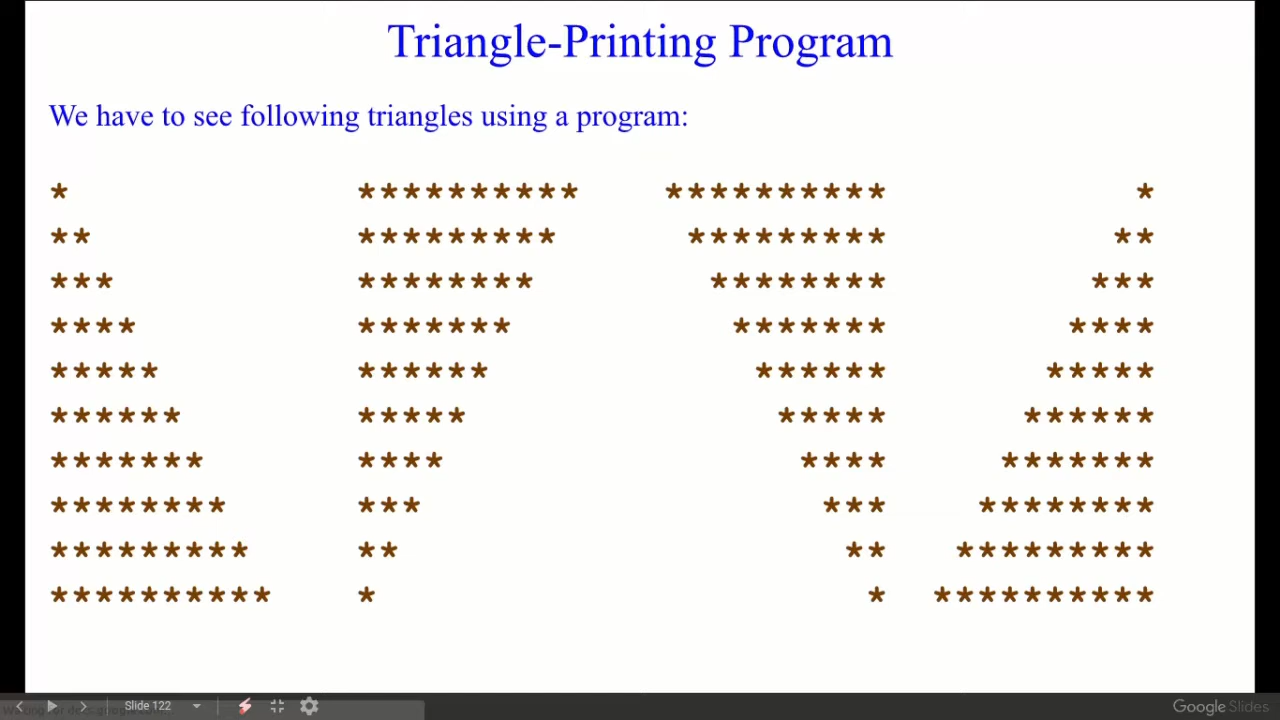 Triangle-Printing Program
We have to see following triangles using a program:
* ********** ********** *
** ********* ********* **
*** ******** ******** ***
**** ******* ******* ****
***** ****** ****** *****
****** ***** ***** ******
******* **** **** *******
******** *** *** ********
********* ** ** *********
********** * * **********
Slide 122
Google Slides